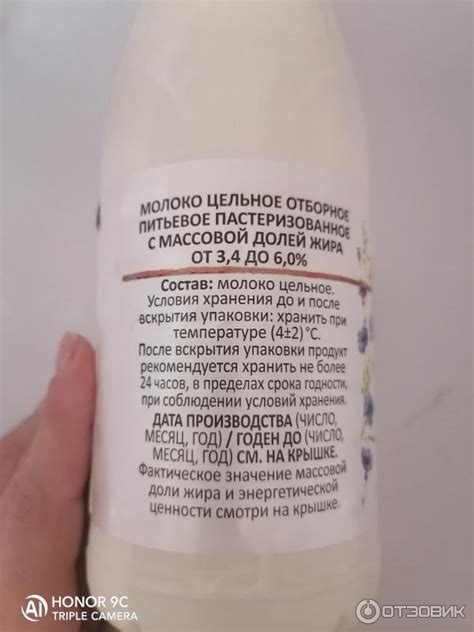 МОЛОКО ЦЕЛЬНОЕ ОТБОРНОЕ
ПИТЬЕВОЕ ПАСТЕРИЗОВАННОЕ
С МАССОВОЙ ДОЛЕЙ ЖИРА
ОТ 3,4 ДО 6,0%
Состав: молоко цельное.
Условия хранения до и после
вскрытия упаковки: хранить при
температуре (4±2)°С.
После вскрытия упаковки продукт
рекомендуется хранить не более
24 часов, в пределах срока годности,
при соблюдении условий хранения.
ДАТА ПРОИЗВОДСТВА (ЧИСЛО,
МЕСЯЦ, ГОД) / ГОДЕН ДО (ЧИСЛО,
МЕСЯЦ, ГОД) СМ. НА КРЫШКЕ.
Фактическое значение массовой
доли жира и энергетической
ценности смотри на крышке.
HONOR 9C
TRIPLE CAMERA
ОТЗОВИК